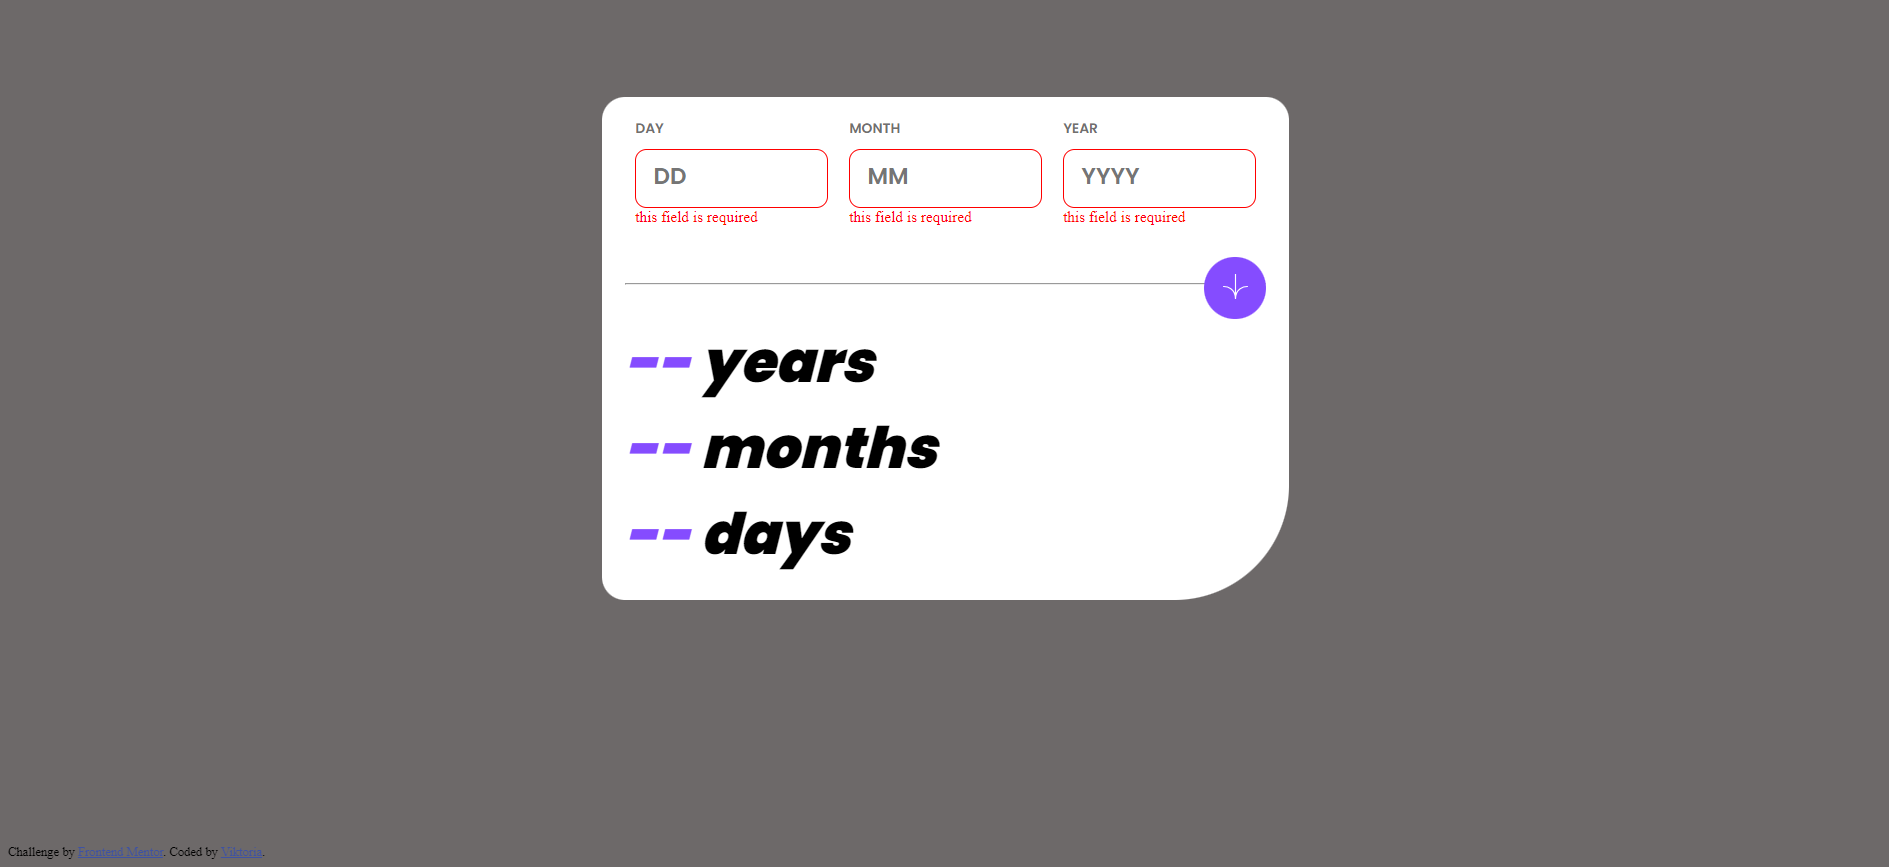 DAY MONTH YEAR
DD MM YYYY
this field is required this field is required this field is required
-- years
-- months
-- days
Challenge by Frontend Mentor. Coded by Viktoria.